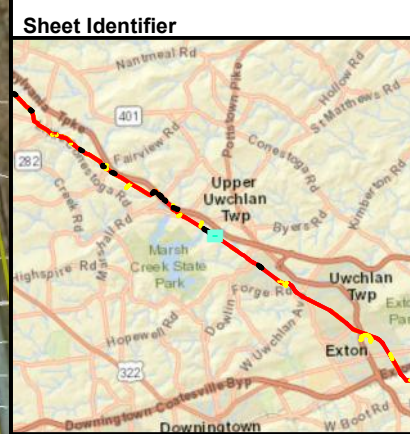 Sheet Identifier
Nantmeal Rd
Pottstown Pike
Hollow Rd
St Matthews Rd
401
Tpke
Fairview Rd
Conestoga Rd
282
Conestoga Rd
Creek Rd
Marshall Rd
Kimberton Rd
Upper
Uwchlan
Twp
Byers Rd
Marsh
Creek State
Park
Highspire Rd
Forge Rd
Uwchlan
Twp
Dowlin
W Uwchlan Av
Hopewell Rd
Exton
322
Downingtown Coatesville Byp
W Boot Rd
Downingtown